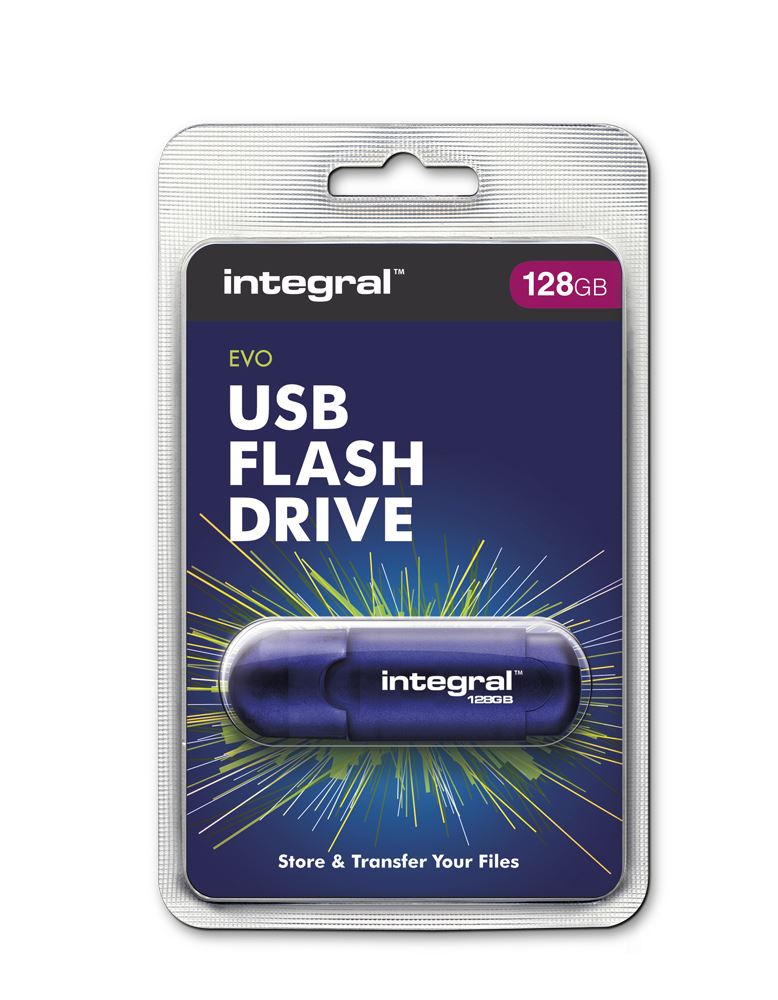 integral™
128GB
EVO
USB
FLASH
DRIVE
integral™
128GB
Store & Transfer Your Files